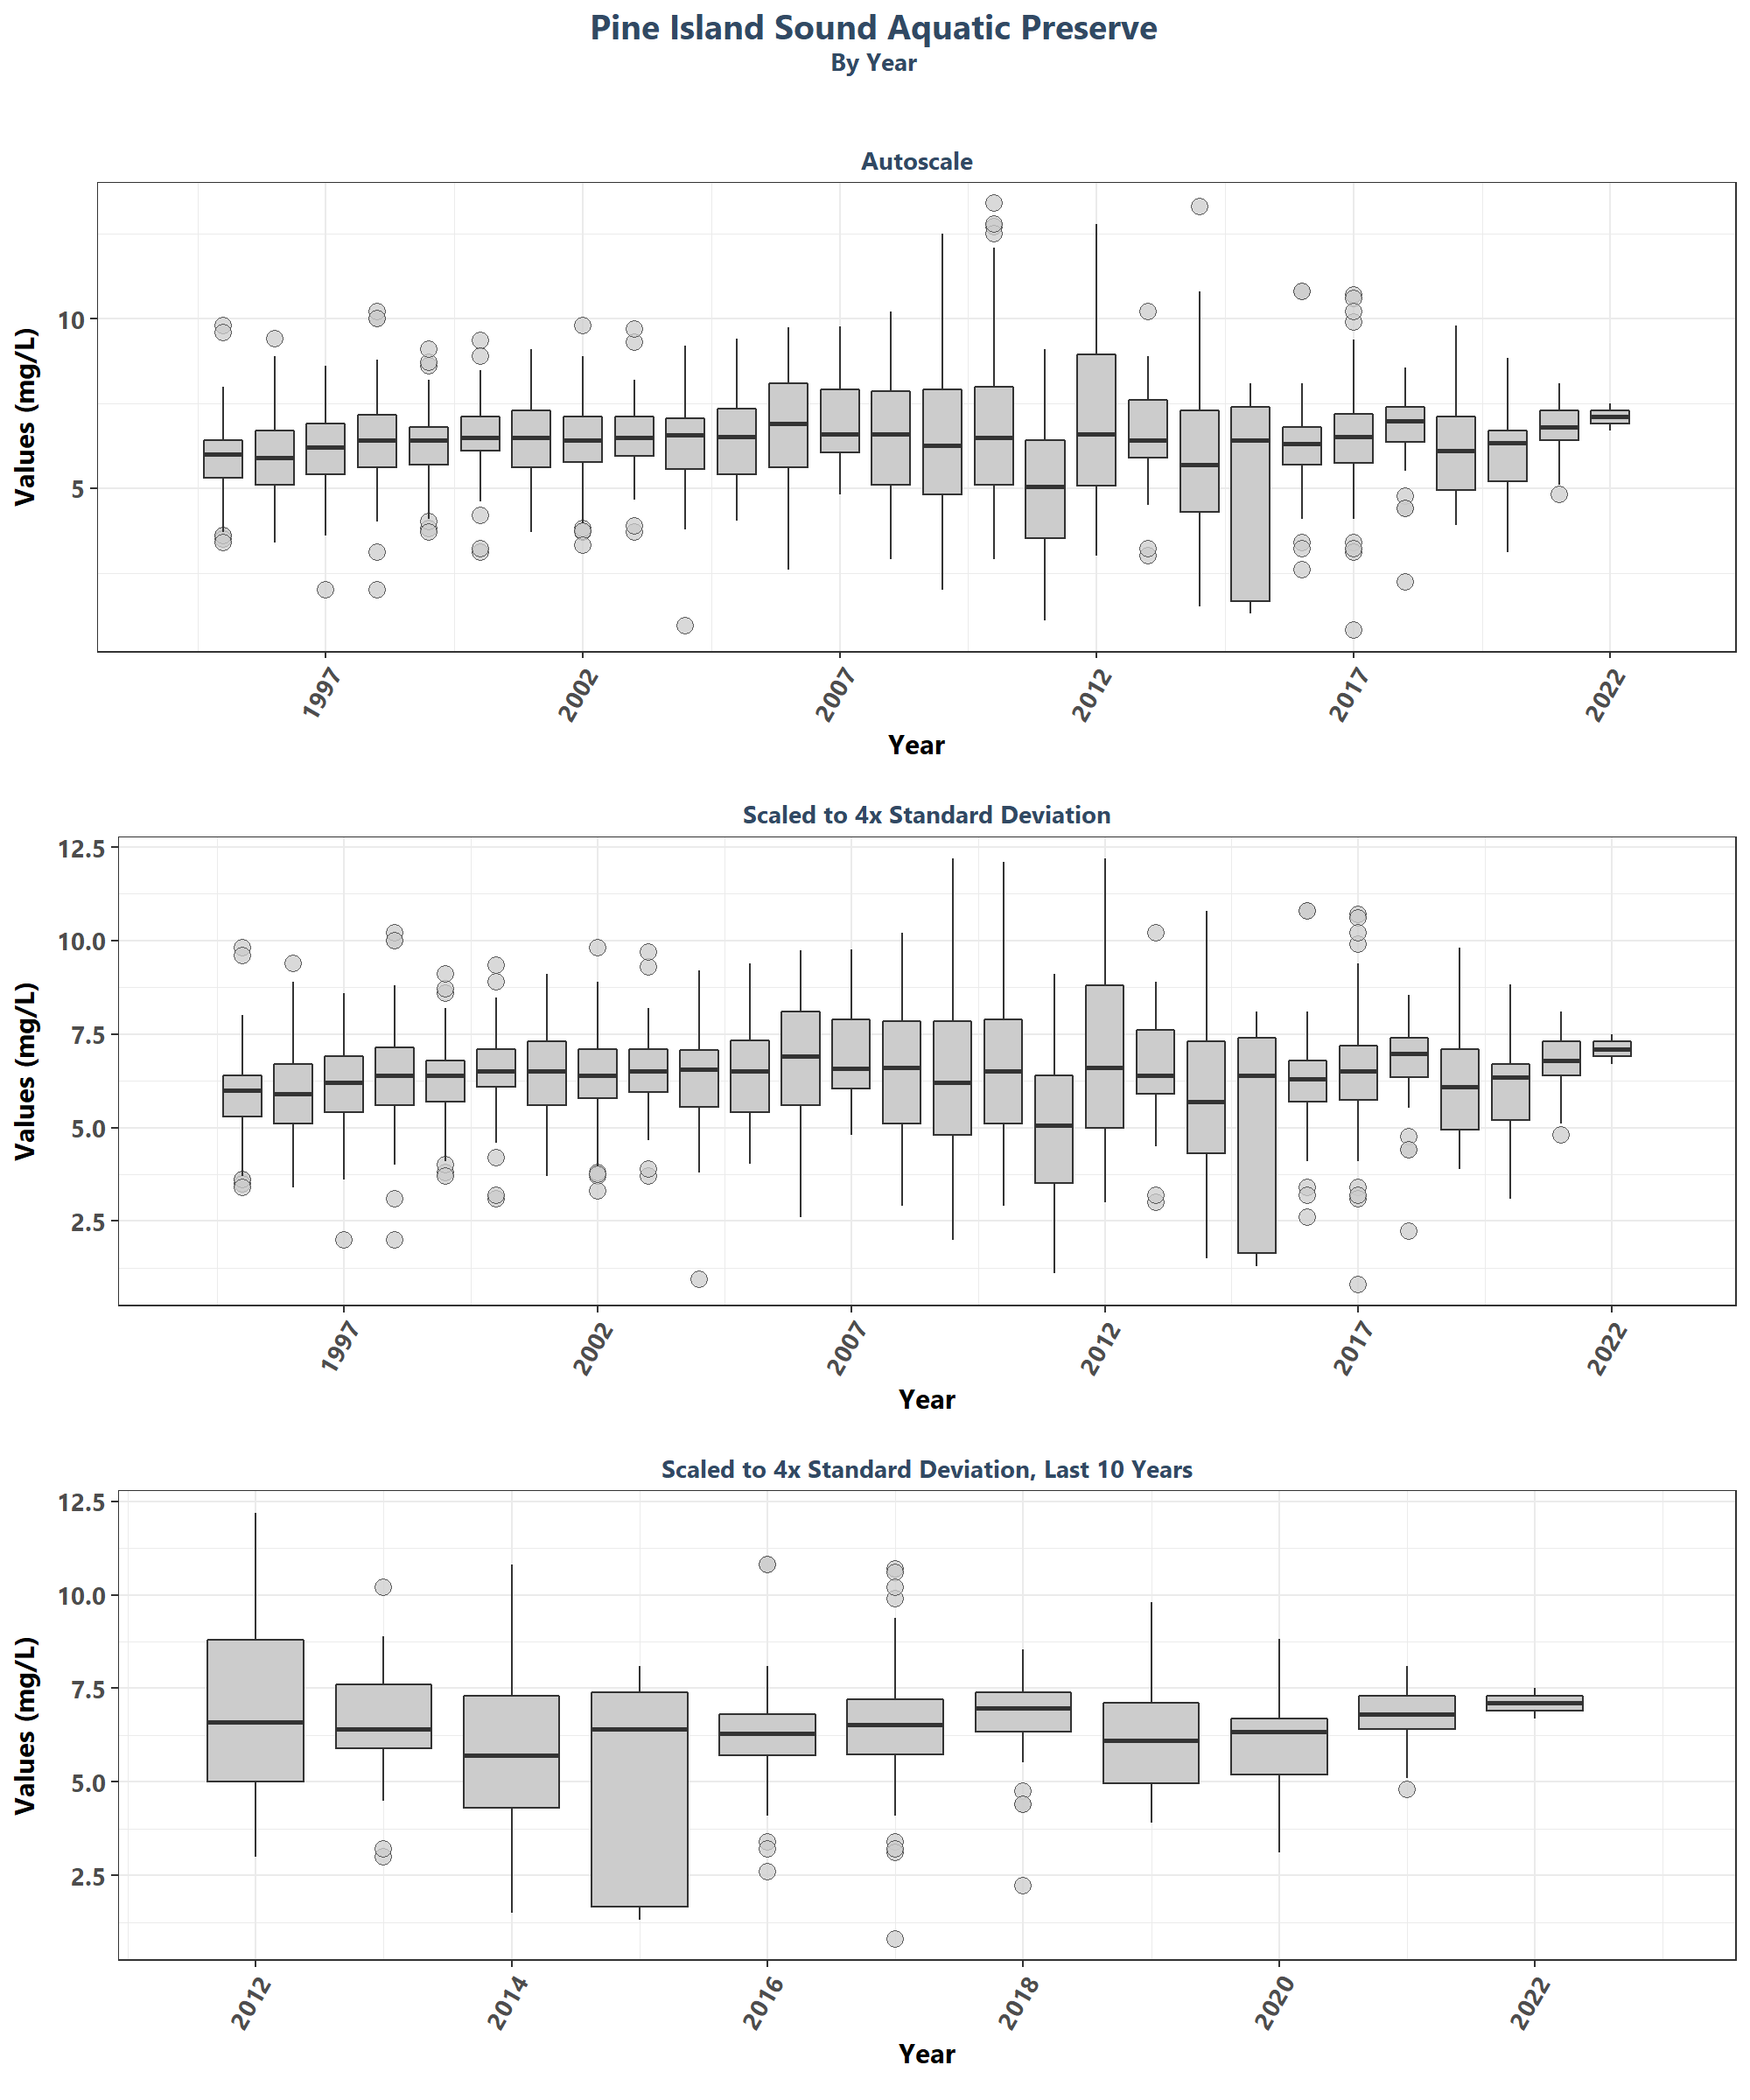 Pine Island Sound Aquatic Preserve
By Year
Autoscale
Values (mg/L)
10
5
1997
2002
2007
2012
2017
2022
Year
Scaled to 4x Standard Deviation
Values (mg/L)
12.5
10.0
7.5
5.0
2.5
1997
2002
2007
2012
2017
2022
Year
Scaled to 4x Standard Deviation, Last 10 Years
Values (mg/L)
12.5
10.0
7.5
5.0
2.5
2012
2014
2016
2018
2020
2022
Year